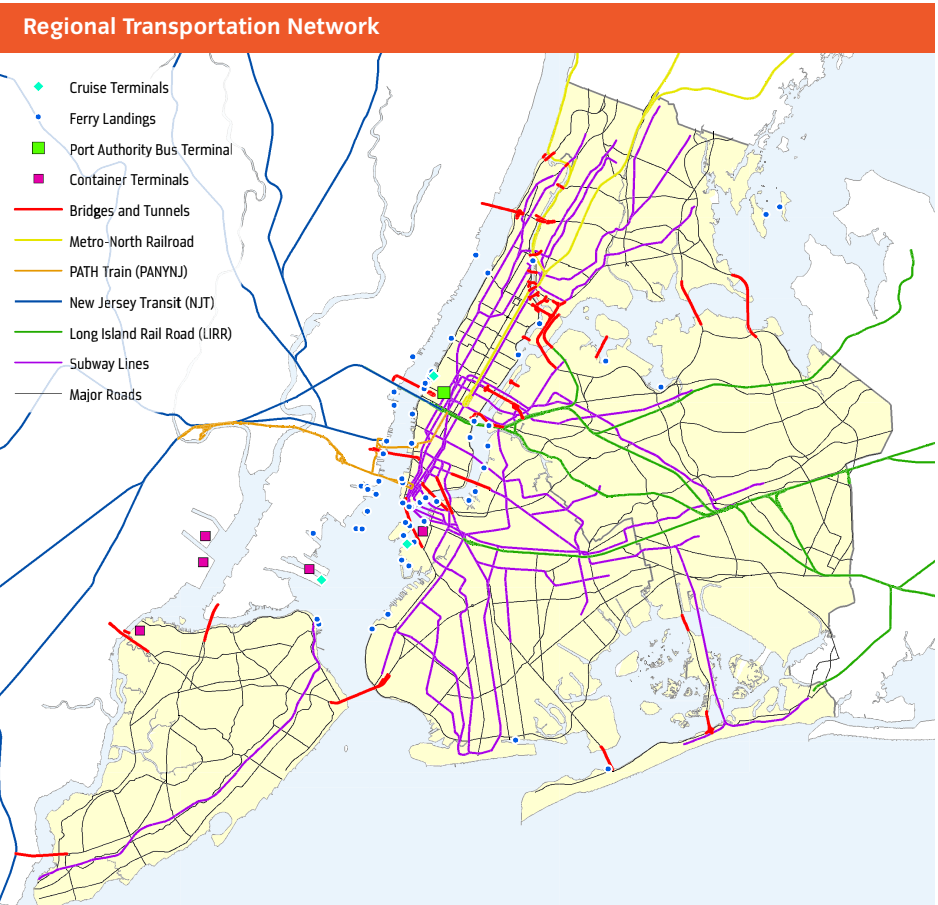 Regional Transportation Network
Cruise Terminals
Ferry Landings
Port Authority Bus Terminal
Container Terminals
Bridges and Tunnels
Metro-North Railroad
PATH Train (PANYNJ)
New Jersey Transit (NJT)
Long Island Rail Road (LIRR)
Subway Lines
Major Roads